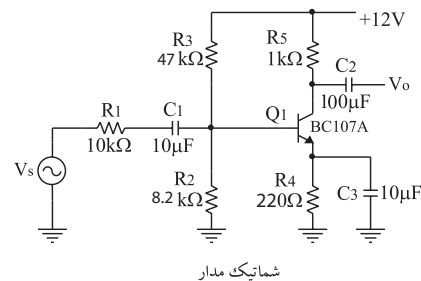 +12V
R3
47 kΩ
R5
1kΩ
C2
100µF
Vo
R1
10kΩ
C1
10µF
Q1
BC107A
Vs
R2
8.2 kΩ
R4
220Ω
C3
10µF
شماتیک مدار